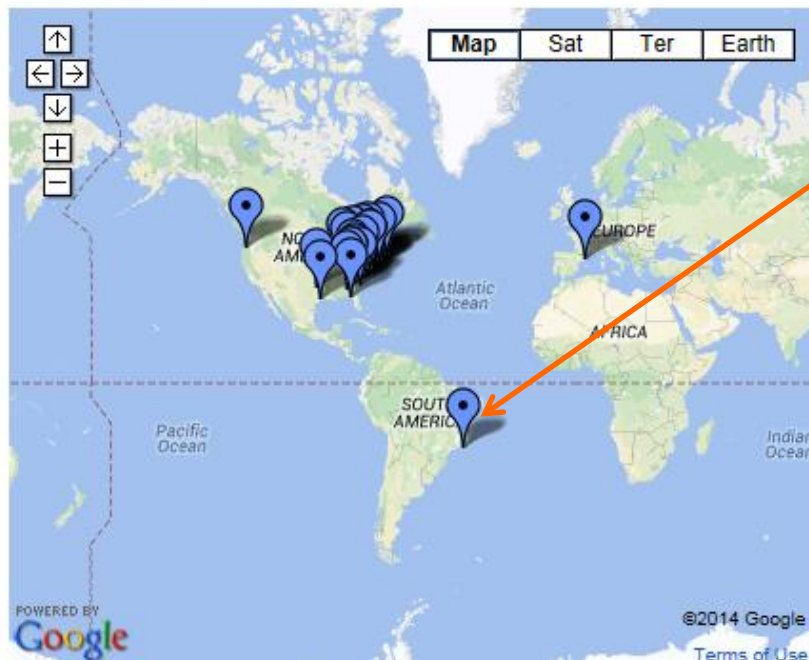 Map Sat Ter Earth
EUROPE
Atlantic
Ocean
AFRICA
SOUTH
AMERICA
Pacific
Ocean
Indian
Ocean
POWERED BY
Google
©2014 Google
Terms of Use